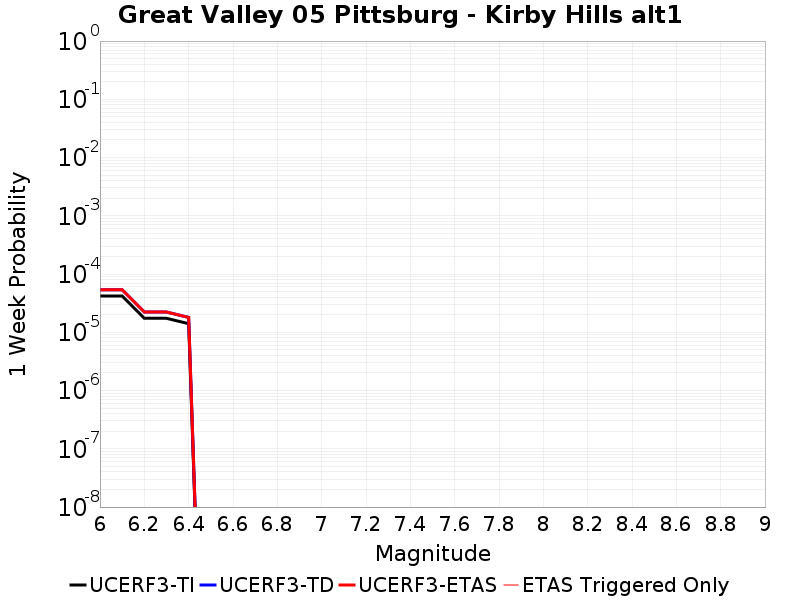 Great Valley 05 Pittsburg - Kirby Hills alt1
1 Week Probability
10^0
10^-1
10^-2
10^-3
10^-4
10^-5
10^-6
10^-7
10^-8
6 6.2 6.4 6.6 6.8 7 7.2 7.4 7.6 7.8 8 8.2 8.4 8.6 8.8 9
Magnitude
UCERF3-TI UCERF3-TD UCERF3-ETAS ETAS Triggered Only